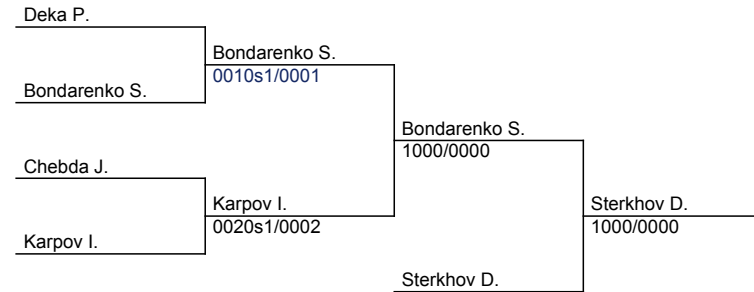 Deka P.
Bondarenko S.
0010s1/0001
Bondarenko S.
Bondarenko S.
1000/0000
Chebda J.
Karpov I.
0020s1/0002
Karpov I.
Sterkhov D.
1000/0000
Sterkhov D.